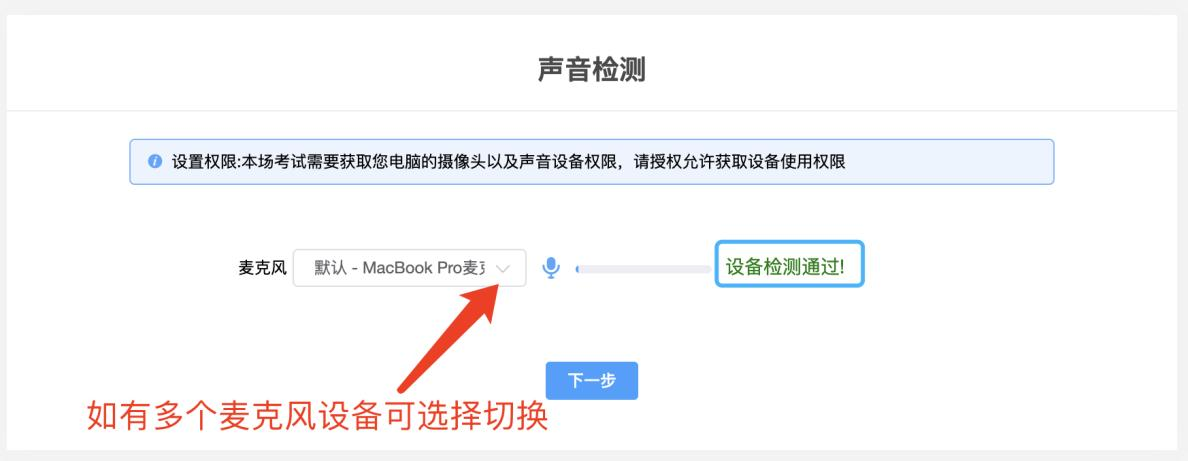 声音检测
设置权限:本场考试需要获取您电脑的摄像头以及声音设备权限，请授权允许获取设备使用权限
麦克风 默认 - MacBook Pro麦 设备检测通过!
下一步
如有多个麦克风设备可选择切换